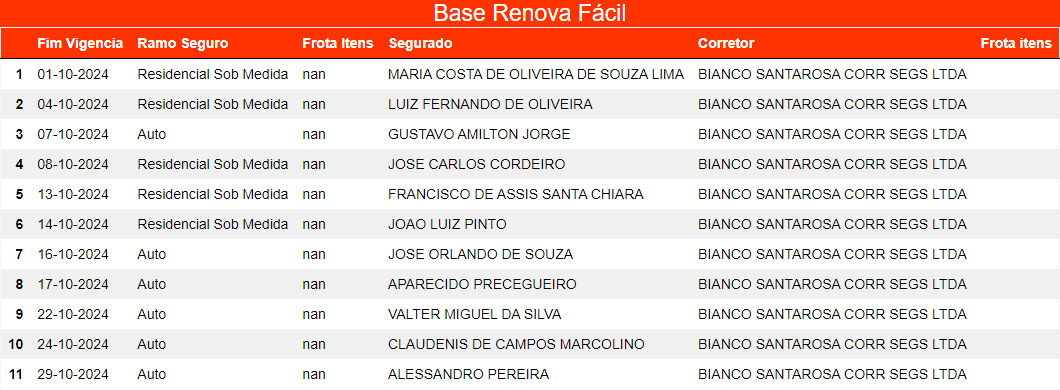 Base Renova Fácil
Fim Vigencia Ramo Seguro Frota Itens Segurado Corretor Frota itens
1 01-10-2024 Residencial Sob Medida nan MARIA COSTA DE OLIVEIRA DE SOUZA LIMA BIANCO SANTAROSA CORR SEGS LTDA
2 04-10-2024 Residencial Sob Medida nan LUIZ FERNANDO DE OLIVEIRA BIANCO SANTAROSA CORR SEGS LTDA
3 07-10-2024 Auto nan GUSTAVO AMILTON JORGE BIANCO SANTAROSA CORR SEGS LTDA
4 08-10-2024 Residencial Sob Medida nan JOSE CARLOS CORDEIRO BIANCO SANTAROSA CORR SEGS LTDA
5 13-10-2024 Residencial Sob Medida nan FRANCISCO DE ASSIS SANTA CHIARA BIANCO SANTAROSA CORR SEGS LTDA
6 14-10-2024 Residencial Sob Medida nan JOAO LUIZ PINTO BIANCO SANTAROSA CORR SEGS LTDA
7 16-10-2024 Auto nan JOSE ORLANDO DE SOUZA BIANCO SANTAROSA CORR SEGS LTDA
8 17-10-2024 Auto nan APARECIDO PRECEGUEIRO BIANCO SANTAROSA CORR SEGS LTDA
9 22-10-2024 Auto nan VALTER MIGUEL DA SILVA BIANCO SANTAROSA CORR SEGS LTDA
10 24-10-2024 Auto nan CLAUDENIS DE CAMPOS MARCOLINO BIANCO SANTAROSA CORR SEGS LTDA
11 29-10-2024 Auto nan ALESSANDRO PEREIRA BIANCO SANTAROSA CORR SEGS LTDA